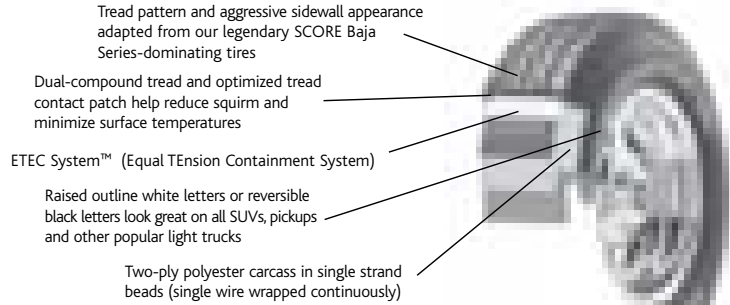 Tread pattern and aggressive sidewall appearance
adapted from our legendary SCORE Baja
Series-dominating tires
Dual-compound tread and optimized tread
contact patch help reduce squirm and
minimize surface temperatures
ETEC System™ (Equal TEnsion Containment System)
Raised outline white letters or reversible
black letters look great on all SUVs, pickups
and other popular light trucks
Two-ply polyester carcass in single strand
beads (single wire wrapped continuously)